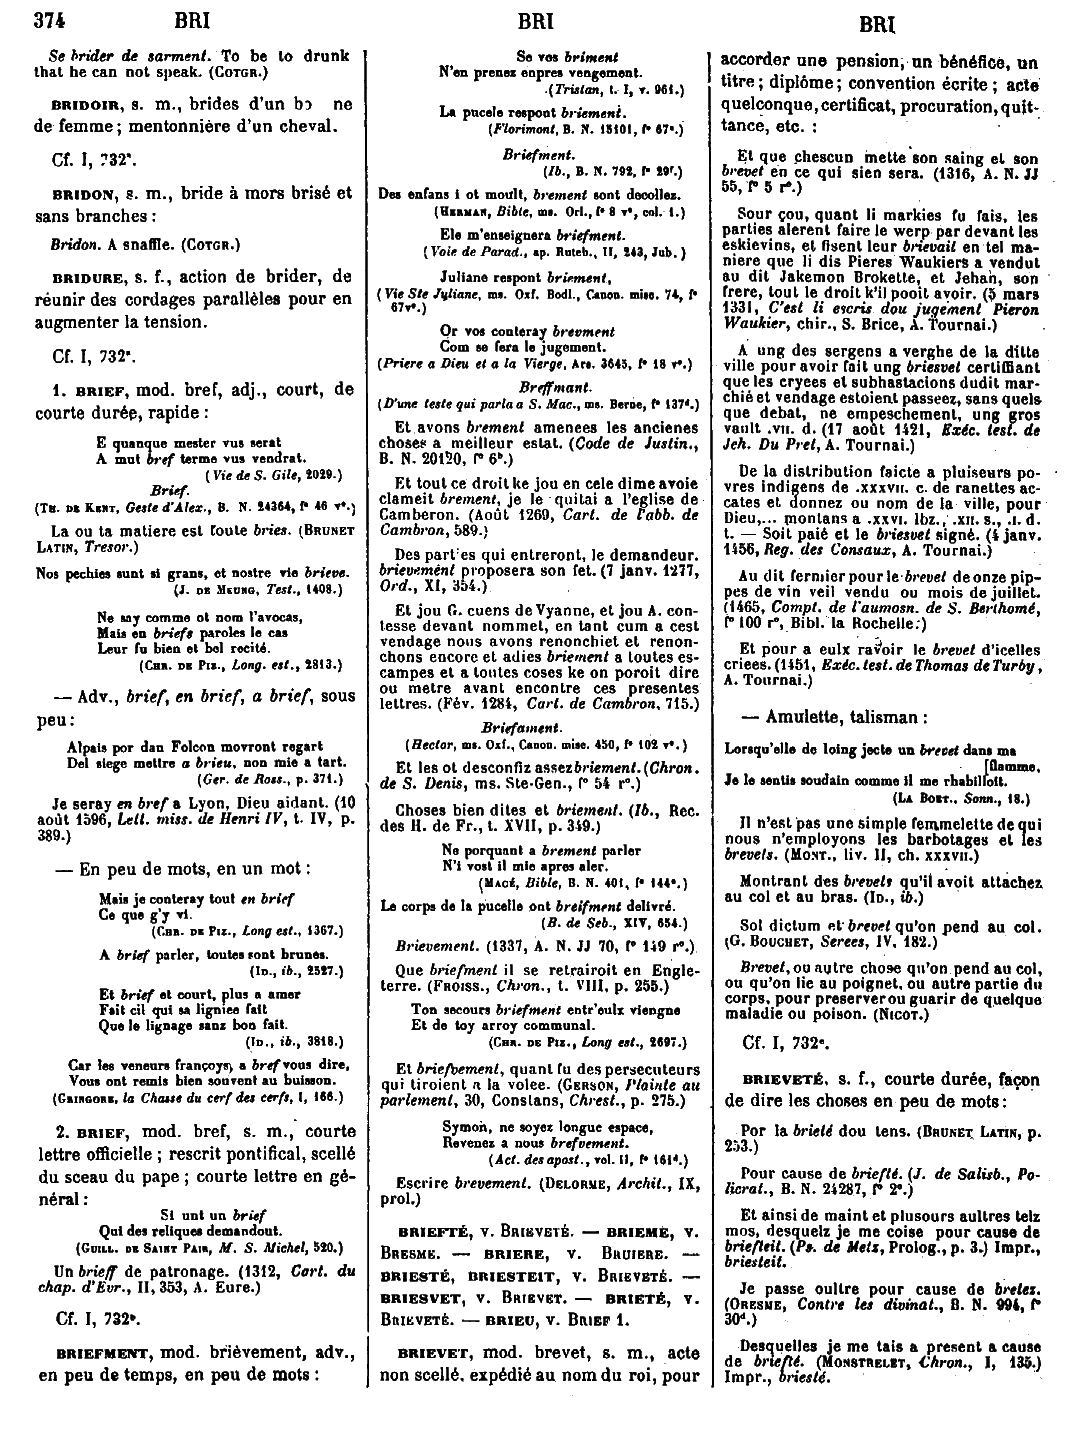 374 BRI BRI BRI
Se brider de sarment. To be to drunk
that he can not speak. (COTGR.)
BRIDOIR, s. m., brides d'un bo ne
de femme ; mentonnière d'un cheval.
Cf. I, 732ª.
BRIDON, s. m., bride à mors brisé et
sans branches :
Bridon. A snaffle. (COTGR.)
BRIDURE, s. f., action de brider, de
réunir des cordages parallèles pour en
augmenter la tension.
Cf. I, 732ª.
1. BRIEF, mod. bref, adj., court, de
courte durée, rapide :
E quanque mester vus serat
A mut bref terme vus vendrat.
(Vie de S. Gile, 2029.)
Brief.
(TH. DE KENT, Geste d'Alex., B. N. 24364, fº 46 vº.)
La ou ta matiere est toute bries. (BRUNET
LATIN, Tresor.)
Nos pechies sunt si grans, et nostre vie brieve.
(J. DE MEUNG, Test., 1408.)
Ne say comme ot nom l'avocas,
Mais en briefs paroles le cas
Leur fu bien et bel recité.
(CHR. DE PIZ., Long. est., 2813.)
— Adv., brief, en brief, a brief, sous
peu :
Alpais por dan Folcon movront regart
Del siege mettre a brieu, non mie a tart.
(Ger. de Ross., p. 371.)
Je seray en bref a Lyon, Dieu aidant. (10
août 1596, Lett. miss. de Henri IV, t. IV, p.
389.)
— En peu de mots, en un mot :
Mais je conteray tout en brief
Ce que g'y vi.
(CHR. DE PIZ., Long est., 1367.)
A brief parler, toutes sont brunes.
(ID., ib., 2527.)
Et brief et court, plus a amer
Fait cil qui sa ligniee fait
Que le lignage sanz bon fait.
(ID., ib., 3818.)
Car les veneurs françoys, a bref vous dire,
Vous ont remis bien souvent au buisson.
(GRINGORE, la Chasse du cerf des cerfs, I, 166.)
2. BRIEF, mod. bref, s. m., courte
lettre officielle ; rescrit pontifical, scellé
du sceau du pape ; courte lettre en gé-
néral :
Si unt un brief
Qui des reliques demandout.
(GUILL. DE SAINT PAIR, M. S. Michel, 520.)
Un brieff de patronage. (1312, Cart. du
chap. d'Evr., II, 353, A. Eure.)
Cf. I, 732ᵇ.
BRIEFMENT, mod. brièvement, adv.,
en peu de temps, en peu de mots :
Se vos briment
N'en prenez enpres vengement.
(Tristan, t. I, v. 961.)
La pucele respont briement.
(Florimont, B. N. 15101, fº 67ª.)
Briefment.
(Ib., B. N. 792, fº 29ʳ.)
Des enfans i ot moult, brement sont decollez.
(HERMAN, Bible, ms. Orl., fº 8 vº, col. 1.)
Ele m'enseignera briefment.
(Voie de Parad., ap. Ruteb., II, 243, Jub.)
Juliane respont briement,
(Vie Ste Juliane, ms. Oxf. Bodl., Canon. misc. 74, fº
67vº.)
Or vos conteray brevment
Com se fera le jugement.
(Priere a Dieu et a la Vierge, Ars. 3645, fº 18 vº.)
Breffmant.
(D'une teste qui parla a S. Mac., ms. Berne, fº 137ᵈ.)
Et avons brement amenees les ancienes
choses a meilleur estat. (Code de Justin.,
B. N. 20120, fº 6ᵇ.)
Et tout ce droit ke jou en cele dime avoie
clameit brement, je le quitai a l'eglise de
Camberon. (Août 1269, Cart. de l'abb. de
Cambron, 589.)
Des part es qui entreront, le demandeur.
brievemént proposera son fet. (7 janv. 1277,
Ord., XI, 354.)
Et jou G. cuens de Vyanne, et jou A. con-
tesse devant nommet, en tant cum a cest
vendage nous avons renonchiet et renon-
chons encore et adies briement a toutes es-
campes et a toutes coses ke on poroit dire
ou metre avant encontre ces presentes
lettres. (Fév. 1284, Cart. de Cambron, 715.)
Briefament.
(Hector, ms. Oxf., Canon. misc. 450, fº 102 vº.)
Et les ot desconfiz assez briement. (Chron.
de S. Denis, ms. Ste-Gen., fº 54 rº.)
Choses bien dites et briement. (Ib., Rec.
des H. de Fr., t. XVII, p. 349.)
Ne porquant a brement parler
N'i vost il mie apres aler.
(MACÉ, Bible, B. N. 401, fº 144ª.)
Le corps de la pucelle ont breifment delivré.
(B. de Seb., XIV, 654.)
Brievement. (1337, A. N. JJ 70, fº 149 rº.)
Que briefment il se retrairoit en Engle-
terre. (FROISS., Chron., t. VIII, p. 255.)
Ton secours briefment entr'eulx viengne
Et de toy arroy communal.
(CHR. DE PIZ., Long est., 2697.)
Et briefvement, quant fu des persecuteurs
qui tiroient a la volee. (GERSON, Plainte au
parlement, 30, Constans, Chrest., p. 275.)
Symon, ne soyez longue espace,
Revenez a nous brefvement.
(Act. des apost., vol. II, fº 161ᵈ.)
Escrire brevement. (DELORME, Archit., IX,
prol.)
BRIEFTÉ, v. BRIEVETÉ. — BRIEME, v.
BRESME. — BRIERE, v. BRUIERE. —
BRIESTÉ, BRIESTEIT, v. BRIEVETÉ. —
BRIESVET, v. BRIEVET. — BRIETÉ, v.
BRIEVETÉ. — BRIEU, v. BRIEF 1.
BRIEVET, mod. brevet, s. m., acte
non scellé, expédié au nom du roi, pour
accorder une pension, un bénéfice, un
titre ; diplôme ; convention écrite ; acte
quelconque, certificat, procuration, quit-
tance, etc. :
Et que chescun mette son saing et son
brevet en ce qui sien sera. (1316, A. N. JJ
55, fº 5 rº.)
Sour çou, quant li markies fu fais, les
parties alerent faire le werp par devant les
eskievins, et fisent leur brievait en tel ma-
niere que li dis Pieres Waukiers a vendut
au dit Jakemon Brokette, et Jehan, son
frere, tout le droit k'il pooit avoir. (5 mars
1331, C'est li escris dou jugement Pieron
Waukier, chir., S. Brice, A. Tournai.)
A ung des sergens a verghe de la ditte
ville pour avoir fait ung briesvet certiffiant
que les cryees et subhastacions dudit mar-
chié et vendage estoient passeez, sans quels
que debat, ne empeschement, ung gros
vault .vII. d. (17 août 1421, Exéc. test. de
Jeh. Du Pret, A. Tournai.)
De la distribution faicte a pluiseurs po-
vres indigens de .xxxvII. c. de ranettes ac-
cates et donnez ou nom de la ville, pour
Dieu,... montans a .xxvI. lbz., .xII. s., .I. d.
t. — Soit paié et le briesvet signé. (4 janv.
1456, Reg. des Consaux, A. Tournai.)
Au dit fermier pour le brevet de onze pip-
pes de vin veil vendu ou mois de juillet.
(1465, Compt. de l'aumosn. de S. Berthomé,
fº 100 rº, Bibl. la Rochelle.)
Et pour a eulx ravoir le brevet d'icelles
criees. (1451, Exéc. test. de Thomas de Turby,
A. Tournai.)
— Amulette, talisman :
Lorsqu'elle de loing jecte un brevet dans ma
[flamme,
Je le sentis soudain comme il me rhabilloit.
(LA BOET., Sonn., 18.)
Il n'est pas une simple femmelette de qui
nous n'employons les barbotages et les
brevets. (MONT., liv. II, ch. xxxvII.)
Montrant des brevets qu'il avoit attachez
au col et au bras. (ID., ib.)
Sol dictum est brevet qu'on pend au col.
(G. BOUCHET, Serees, IV, 182.)
Brevet, ou autre chose qu'on pend au col,
ou qu'on lie au poignet, ou autre partie du
corps, pour preserver ou guarir de quelque
maladie ou poison. (NICOT.)
Cf. I, 732ᵉ.
BRIEVETÉ, s. f., courte durée, façon
de dire les choses en peu de mots :
Por la brieté dou tens. (BRUNET LATIN, p.
253.)
Pour cause de briefté. (J. de Salisb., Po-
licrat., B. N. 24287, fº 2ª.)
Et ainsi de maint et plusours aultres telz
mos, desquelz je me coise pour cause de
briefteit. (Ps. de Metz, Prolog., p. 3.) Impr.,
briesteit.
Je passe oultre pour cause de bretez.
(ORESME, Contre les divinat., B. N. 994, fº
30ᵈ.)
Desquelles je me tais a present a cause
de briefté. (MONSTRELET, Chron., I, 135.)
Impr., briesté.